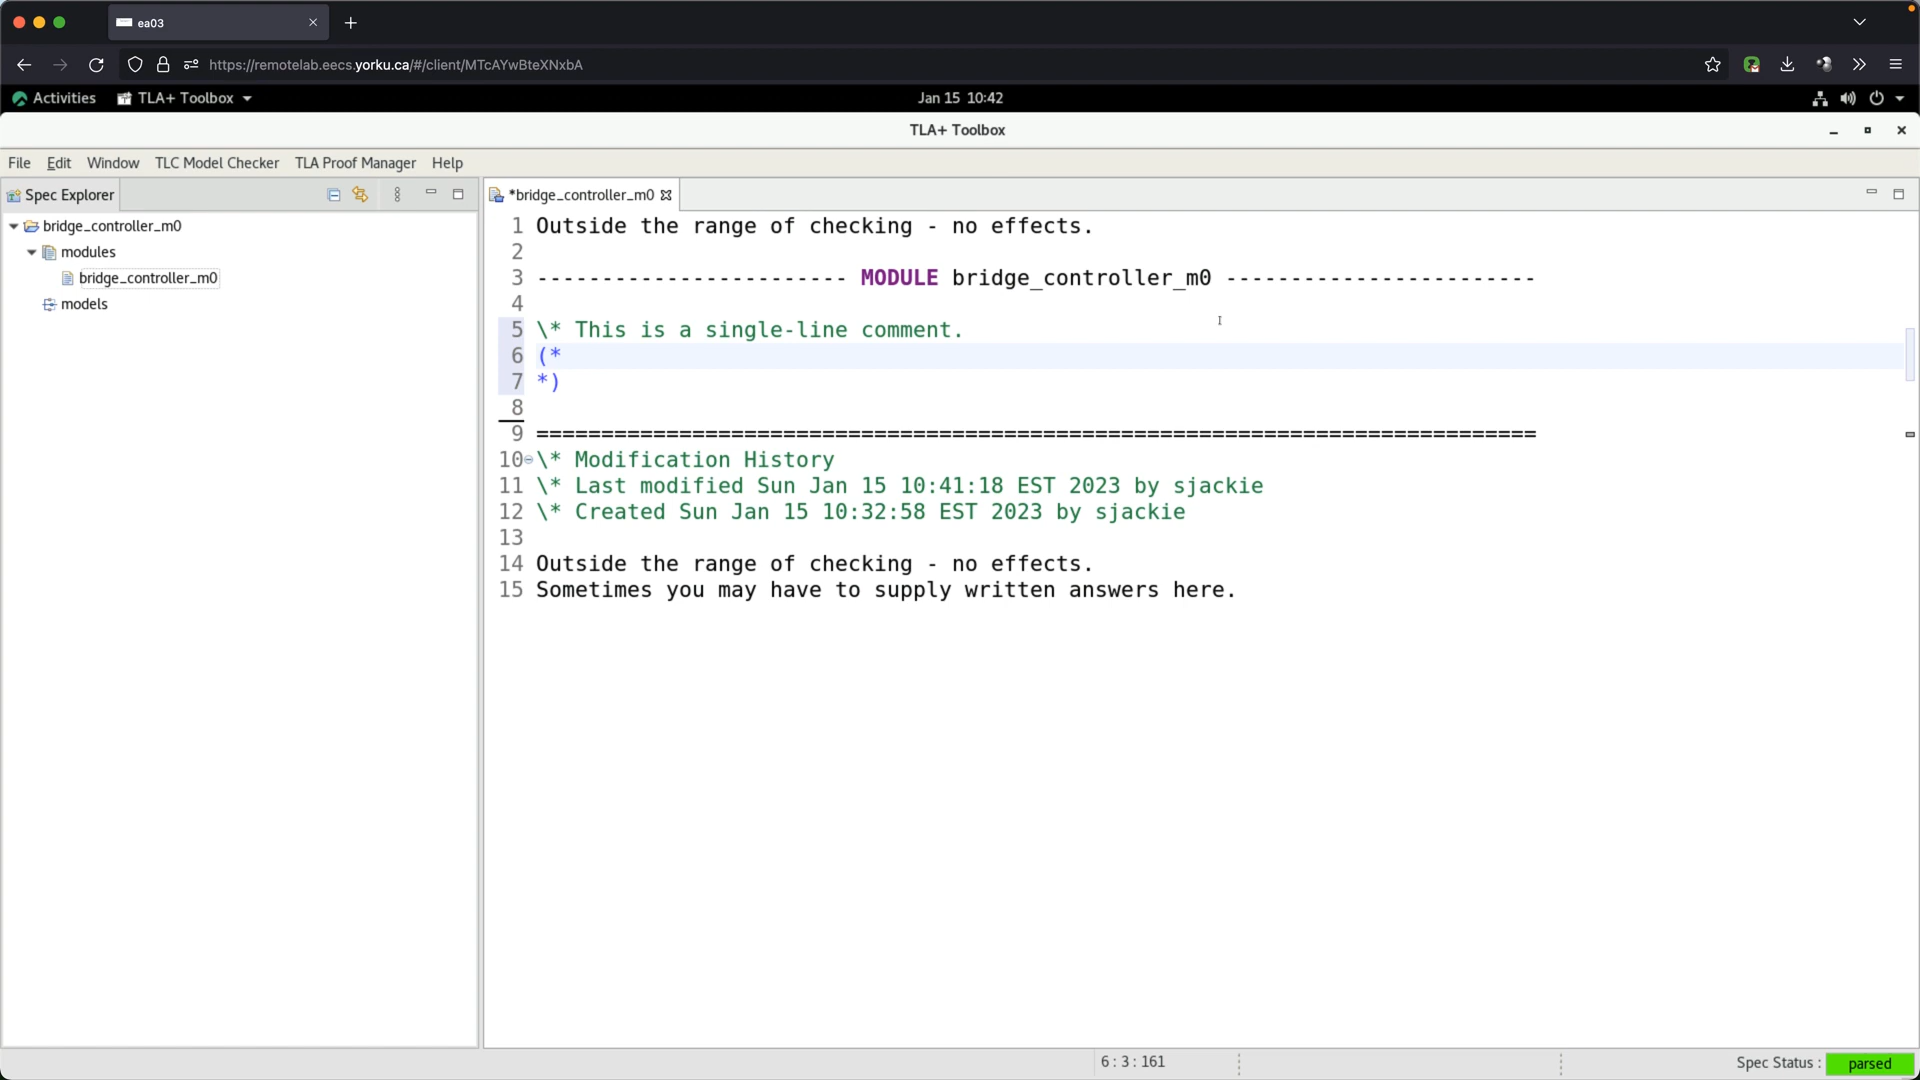 ea03
https://remotelab.eecs.yorku.ca/#/client/MTcAYwBteXNxbA
Activities TLA+ Toolbox Jan 15 10:42
TLA+ Toolbox
File Edit Window TLC Model Checker TLA Proof Manager Help
Spec Explorer *bridge_controller_m0
bridge_controller_m0
modules
bridge_controller_m0
models
1 Outside the range of checking - no effects.
2
3 ------------------------ MODULE bridge_controller_m0 ------------------------
4
5 \* This is a single-line comment.
6 (*
7 *)
8
9 =============================================================================
10 \* Modification History
11 \* Last modified Sun Jan 15 10:41:18 EST 2023 by sjackie
12 \* Created Sun Jan 15 10:32:58 EST 2023 by sjackie
13
14 Outside the range of checking - no effects.
15 Sometimes you may have to supply written answers here.
6 : 3 : 161 Spec Status : parsed